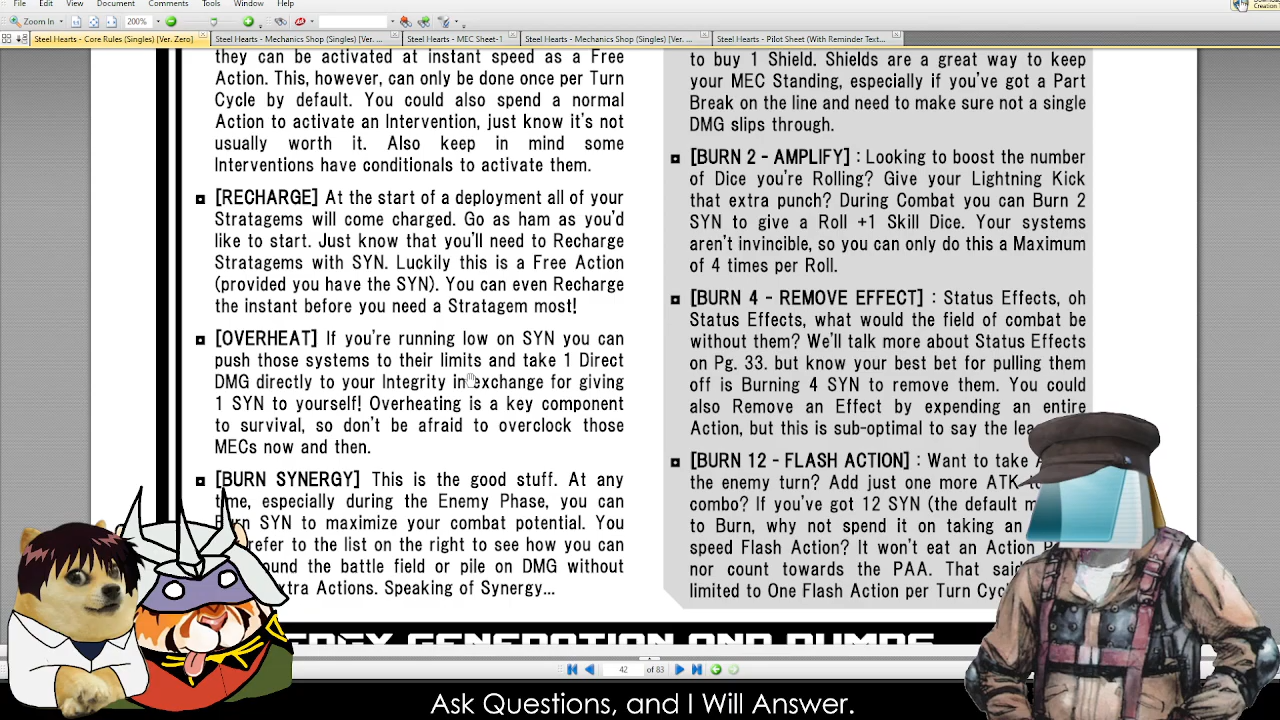 File Edit View Document Comments Tools Window Help
Zoom In 200%
Steel Hearts - Core Rules (Singles) [Ver. Zero] Steel Hearts - Mechanics Shop (Singles) [Ver. ... Steel Hearts - MEC Sheet-1 Steel Hearts - Mechanics Shop (Singles) [Ver. ... Steel Hearts - Pilot Sheet (With Reminder Text...
they can be activated at instant speed as a Free
Action. This, however, can only be done once per Turn
Cycle by default. You could also spend a normal
Action to activate an Intervention, just know it's not
usually worth it. Also keep in mind some
Interventions have conditionals to activate them.
[RECHARGE] At the start of a deployment all of your
Stratagems will come charged. Go as ham as you'd
like to start. Just know that you'll need to Recharge
Stratagems with SYN. Luckily this is a Free Action
(provided you have the SYN). You can even Recharge
the instant before you need a Stratagem most!
[OVERHEAT] If you're running low on SYN you can
push those systems to their limits and take 1 Direct
DMG directly to your Integrity in exchange for giving
1 SYN to yourself! Overheating is a key component
to survival, so don't be afraid to overclock those
MECs now and then.
[BURN SYNERGY] This is the good stuff. At any
time, especially during the Enemy Phase, you can
Burn SYN to maximize your combat potential. You
refer to the list on the right to see how you can
the battle field or pile on DMG without
Actions. Speaking of Synergy...
to buy 1 Shield. Shields are a great way to keep
your MEC Standing, especially if you've got a Part
Break on the line and need to make sure not a single
DMG slips through.
[BURN 2 - AMPLIFY] : Looking to boost the number
of Dice you're Rolling? Give your Lightning Kick
that extra punch? During Combat you can Burn 2
SYN to give a Roll +1 Skill Dice. Your systems
aren't invincible, so you can only do this a Maximum
of 4 times per Roll.
[BURN 4 - REMOVE EFFECT] : Status Effects, oh
Status Effects, what would the field of combat be
without them? We'll talk more about Status Effects
on Pg. 33. but know your best bet for pulling them
off is Burning 4 SYN to remove them. You could
also Remove an Effect by expending an entire
Action, but this is sub-optimal to say the
[BURN 12 - FLASH ACTION] : Want to take
the enemy turn? Add just one more ATK
combo? If you've got 12 SYN (the default
to Burn, why not spend it on taking an
speed Flash Action? It won't eat an Action
nor count towards the PAA. That
limited to One Flash Action per Turn
GENERATION AND DUMPS
42 of 83
Ask Questions, and I Will Answer.